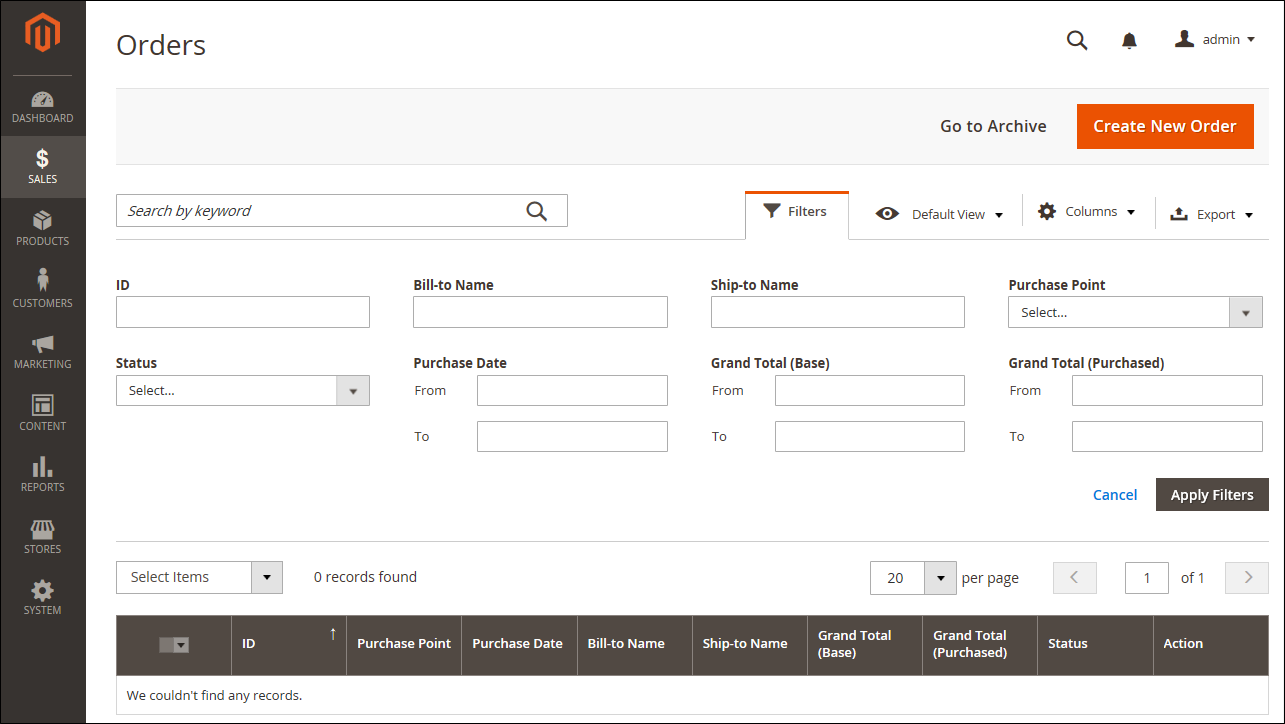 Orders
admin
DASHBOARD
SALES
PRODUCTS
CUSTOMERS
MARKETING
CONTENT
REPORTS
STORES
SYSTEM
Go to Archive
Create New Order
Search by keyword
Filters
Default View
Columns
Export
ID
Bill-to Name
Ship-to Name
Purchase Point
Select...
Status
Purchase Date
Grand Total (Base)
Grand Total (Purchased)
Select...
From
From
From
To
To
To
Cancel
Apply Filters
Select Items
0 records found
20
per page
1
of 1
ID
↑
Purchase Point
Purchase Date
Bill-to Name
Ship-to Name
Grand Total
(Base)
Grand Total
(Purchased)
Status
Action
We couldn't find any records.